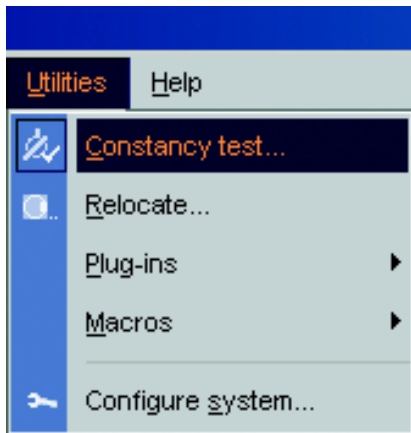 Utilities Help
Constancy test...
Relocate...
Plug-ins
Macros
Configure system...